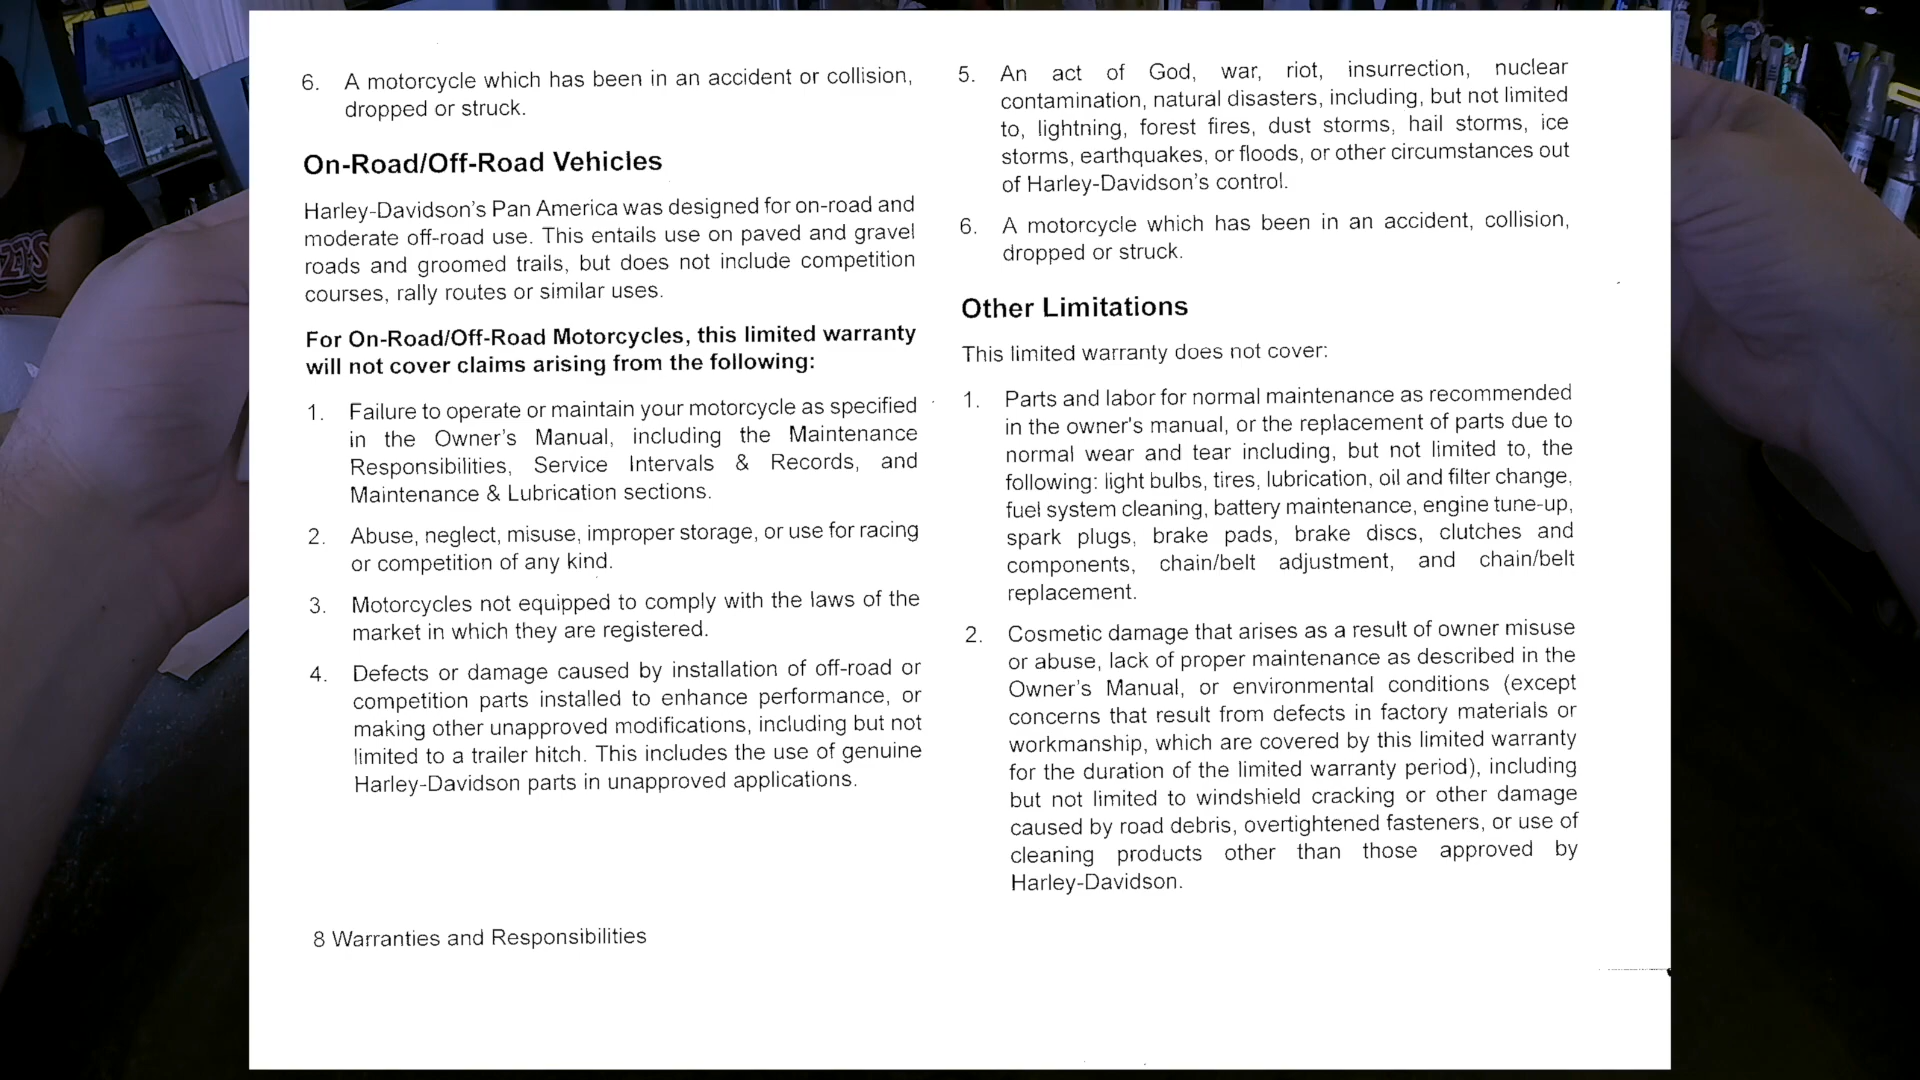 6. A motorcycle which has been in an accident or collision,
dropped or struck.
On-Road/Off-Road Vehicles
Harley-Davidson's Pan America was designed for on-road and
moderate off-road use. This entails use on paved and gravel
roads and groomed trails, but does not include competition
courses, rally routes or similar uses.
For On-Road/Off-Road Motorcycles, this limited warranty
will not cover claims arising from the following:
1. Failure to operate or maintain your motorcycle as specified
in the Owner's Manual, including the Maintenance
Responsibilities, Service Intervals & Records, and
Maintenance & Lubrication sections.
2. Abuse, neglect, misuse, improper storage, or use for racing
or competition of any kind.
3. Motorcycles not equipped to comply with the laws of the
market in which they are registered.
4. Defects or damage caused by installation of off-road or
competition parts installed to enhance performance, or
making other unapproved modifications, including but not
limited to a trailer hitch. This includes the use of genuine
Harley-Davidson parts in unapproved applications.
8 Warranties and Responsibilities
5. An act of God, war, riot, insurrection, nuclear
contamination, natural disasters, including, but not limited
to, lightning, forest fires, dust storms, hail storms, ice
storms, earthquakes, or floods, or other circumstances out
of Harley-Davidson's control.
6. A motorcycle which has been in an accident, collision,
dropped or struck.
Other Limitations
This limited warranty does not cover:
1. Parts and labor for normal maintenance as recommended
in the owner's manual, or the replacement of parts due to
normal wear and tear including, but not limited to, the
following: light bulbs, tires, lubrication, oil and filter change,
fuel system cleaning, battery maintenance, engine tune-up,
spark plugs, brake pads, brake discs, clutches and
components, chain/belt adjustment, and chain/belt
replacement.
2. Cosmetic damage that arises as a result of owner misuse
or abuse, lack of proper maintenance as described in the
Owner's Manual, or environmental conditions (except
concerns that result from defects in factory materials or
workmanship, which are covered by this limited warranty
for the duration of the limited warranty period), including
but not limited to windshield cracking or other damage
caused by road debris, overtightened fasteners, or use of
cleaning products other than those approved by
Harley-Davidson.